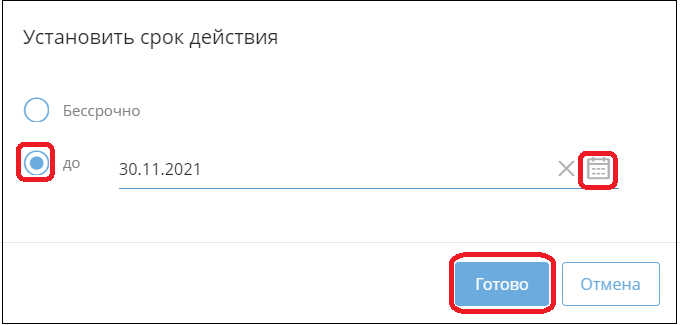 Установить срок действия
Бессрочно
до 30.11.2021
Готово Отмена